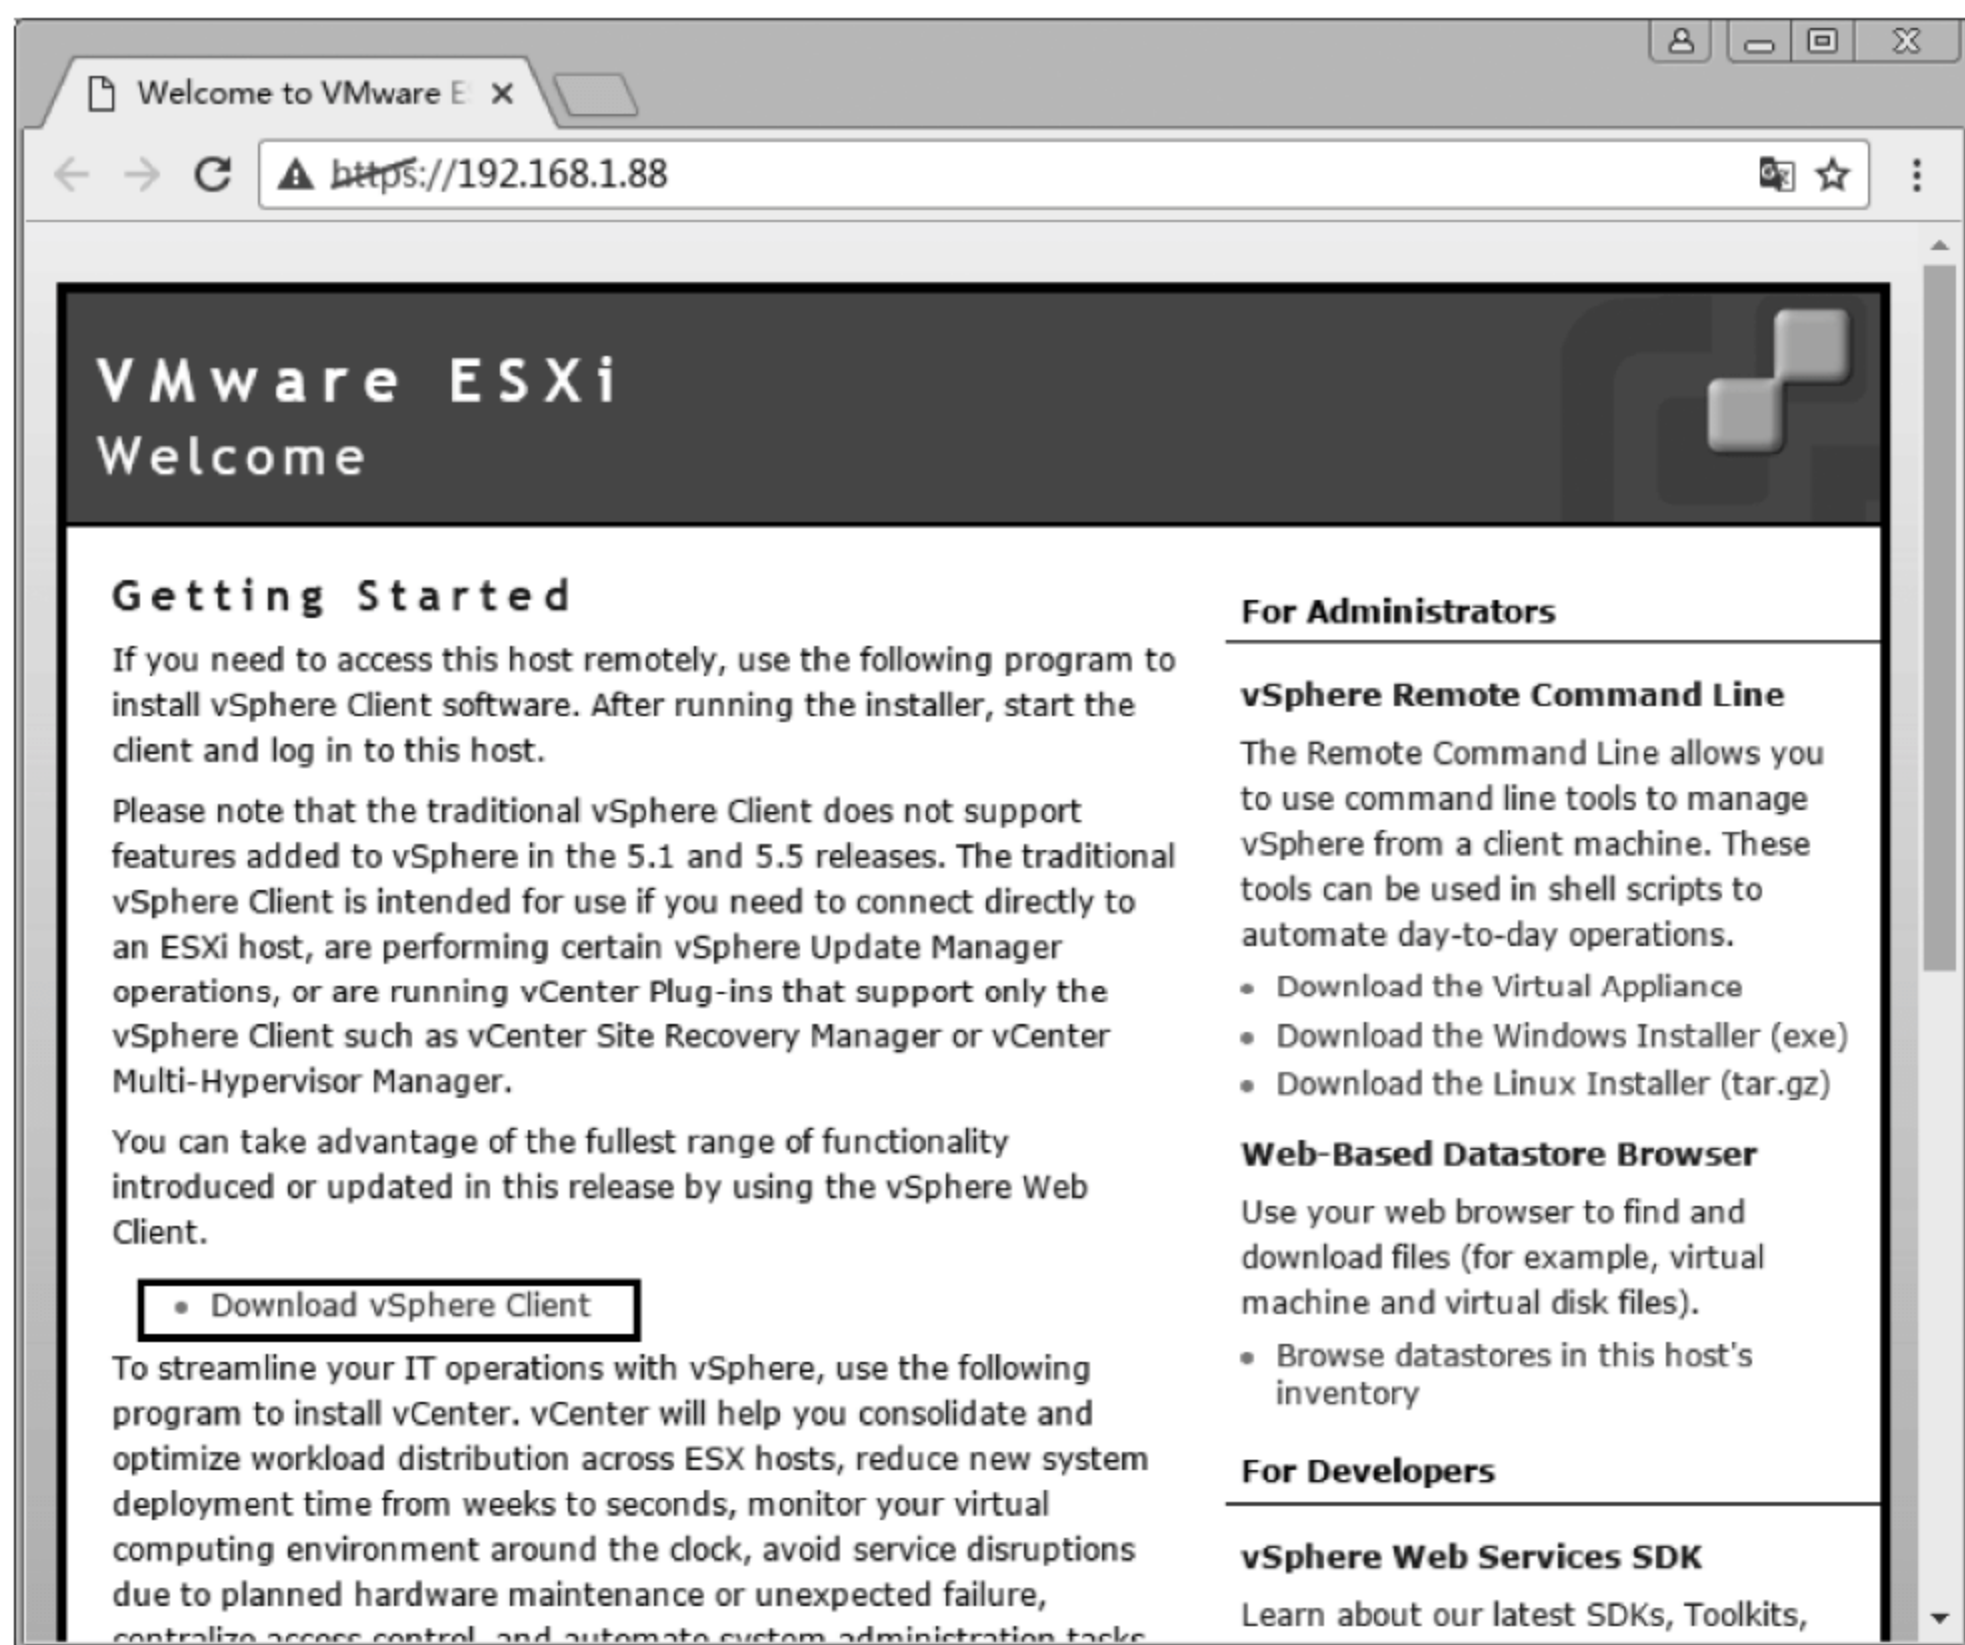 Welcome to VMware E
https://192.168.1.88
VMware ESXi
Welcome
Getting Started
If you need to access this host remotely, use the following program to
install vSphere Client software. After running the installer, start the
client and log in to this host.
Please note that the traditional vSphere Client does not support
features added to vSphere in the 5.1 and 5.5 releases. The traditional
vSphere Client is intended for use if you need to connect directly to
an ESXi host, are performing certain vSphere Update Manager
operations, or are running vCenter Plug-ins that support only the
vSphere Client such as vCenter Site Recovery Manager or vCenter
Multi-Hypervisor Manager.
You can take advantage of the fullest range of functionality
introduced or updated in this release by using the vSphere Web
Client.
• Download vSphere Client
To streamline your IT operations with vSphere, use the following
program to install vCenter. vCenter will help you consolidate and
optimize workload distribution across ESX hosts, reduce new system
deployment time from weeks to seconds, monitor your virtual
computing environment around the clock, avoid service disruptions
due to planned hardware maintenance or unexpected failure,
centralize access control, and automate system administration tasks
For Administrators
vSphere Remote Command Line
The Remote Command Line allows you
to use command line tools to manage
vSphere from a client machine. These
tools can be used in shell scripts to
automate day-to-day operations.
• Download the Virtual Appliance
• Download the Windows Installer (exe)
• Download the Linux Installer (tar.gz)
Web-Based Datastore Browser
Use your web browser to find and
download files (for example, virtual
machine and virtual disk files).
• Browse datastores in this host's
inventory
For Developers
vSphere Web Services SDK
Learn about our latest SDKs, Toolkits,